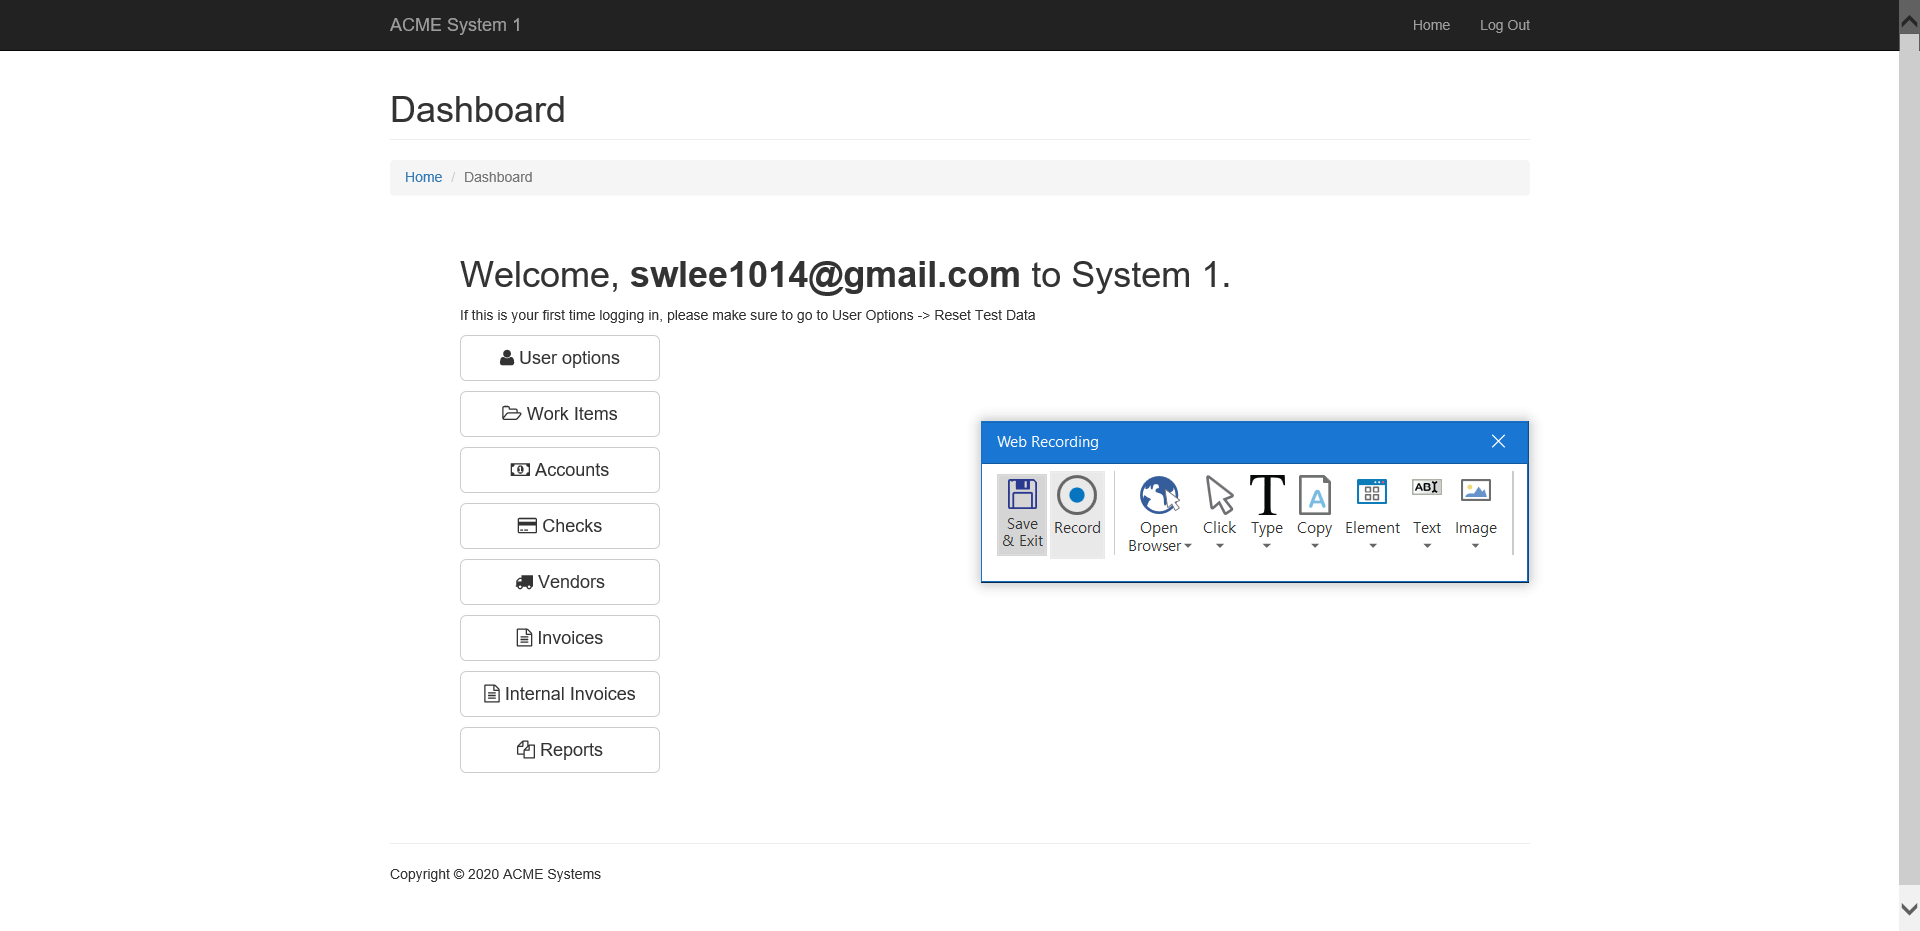 ACME System 1
Home
Log Out
Dashboard
Home / Dashboard
Welcome, swlee1014@gmail.com to System 1.
If this is your first time logging in, please make sure to go to User Options -> Reset Test Data
User options
Work Items
Accounts
Checks
Vendors
Invoices
Internal Invoices
Reports
Web Recording
Save
& Exit
Record
Open
Browser
Click
Type
A
Copy
Element
AB
Text
Image
Copyright © 2020 ACME Systems